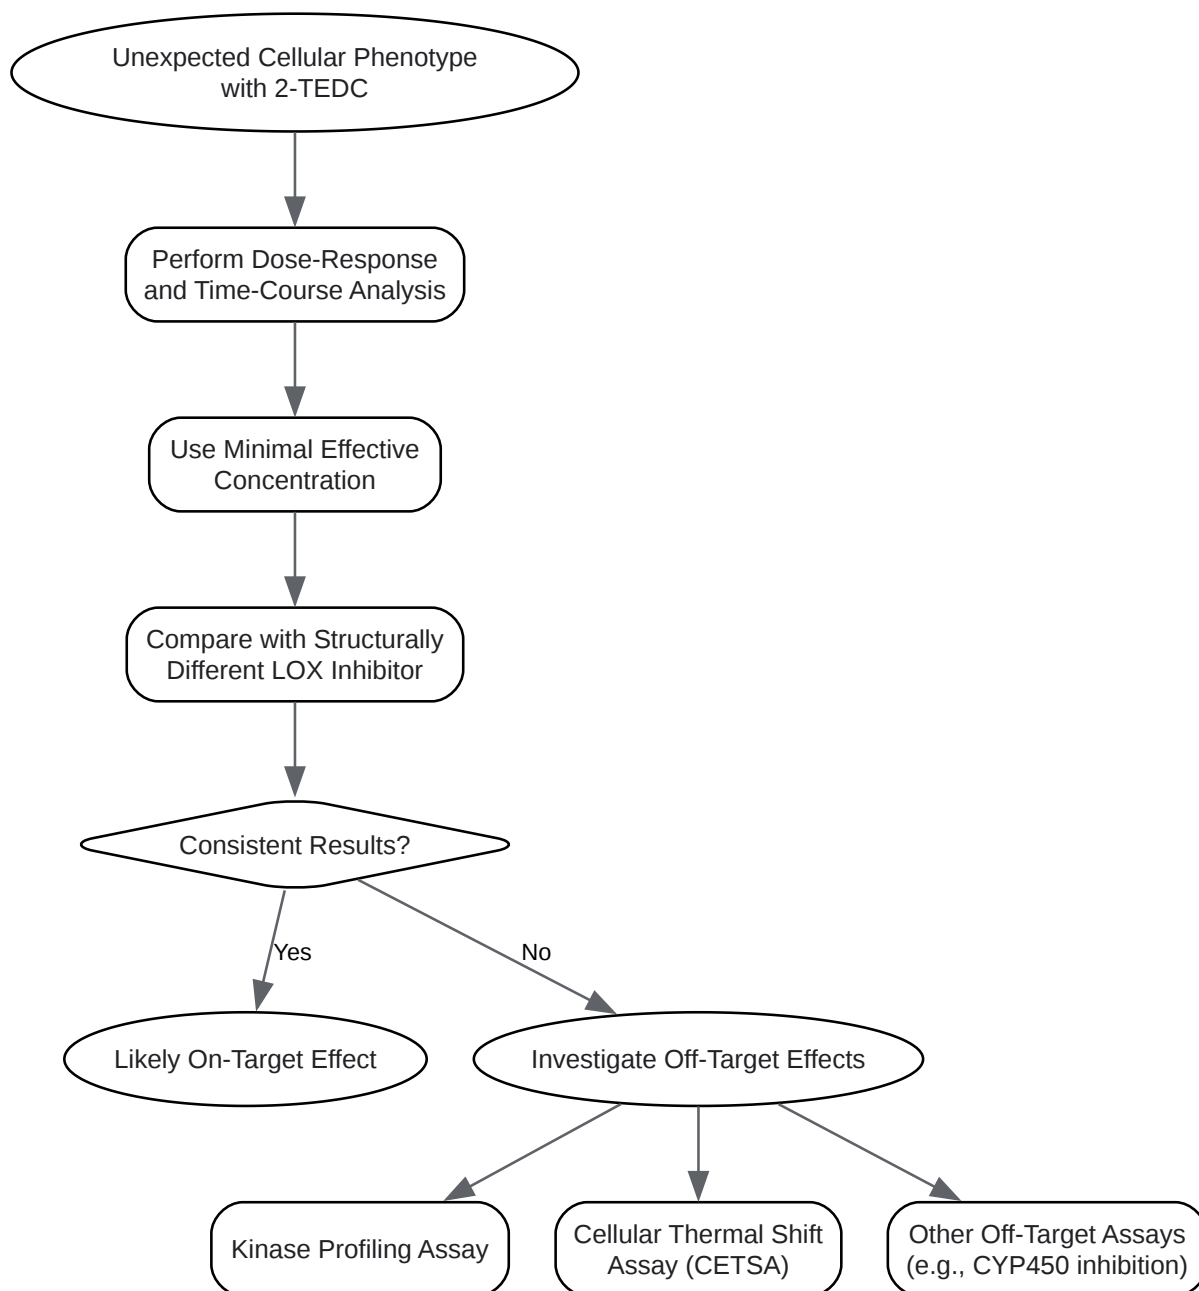 Unexpected Cellular Phenotype
with 2-TEDC
Perform Dose-Response
and Time-Course Analysis
Use Minimal Effective
Concentration
Compare with Structurally
Different LOX Inhibitor
Consistent Results?
Yes
No
Likely On-Target Effect
Investigate Off-Target Effects
Kinase Profiling Assay
Cellular Thermal Shift
Assay (CETSA)
Other Off-Target Assays
(e.g., CYP450 inhibition)